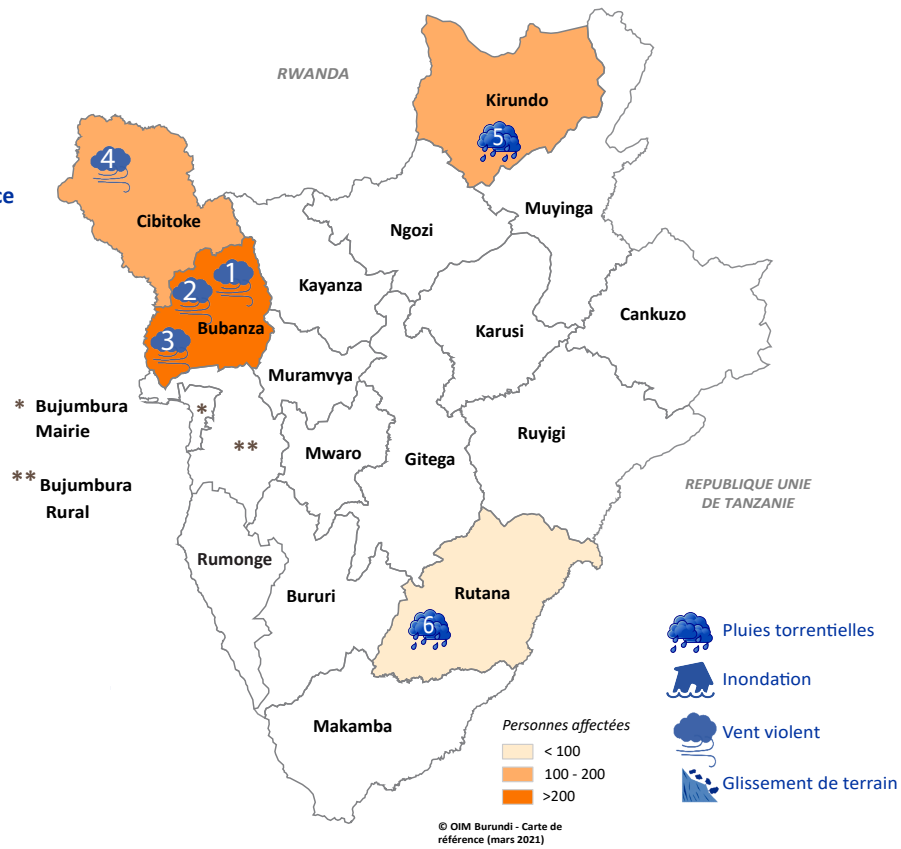 RWANDA
Kirundo
5
4
ce
Cibitoke
Muyinga
Ngozi
1
Kayanza
2
Cankuzo
Bubanza
Karusi
3
Muramvya
* Bujumbura
Mairie
*
**
Mwaro
Gitega
Ruyigi
** Bujumbura
Rural
REPUBLIQUE UNIE
DE TANZANIE
Rumonge
Bururi
Rutana
6
Makamba
Pluies torrentielles
Inondation
Vent violent
Glissement de terrain
Personnes affectées
< 100
100 - 200
>200
© OIM Burundi - Carte de
référence (mars 2021)